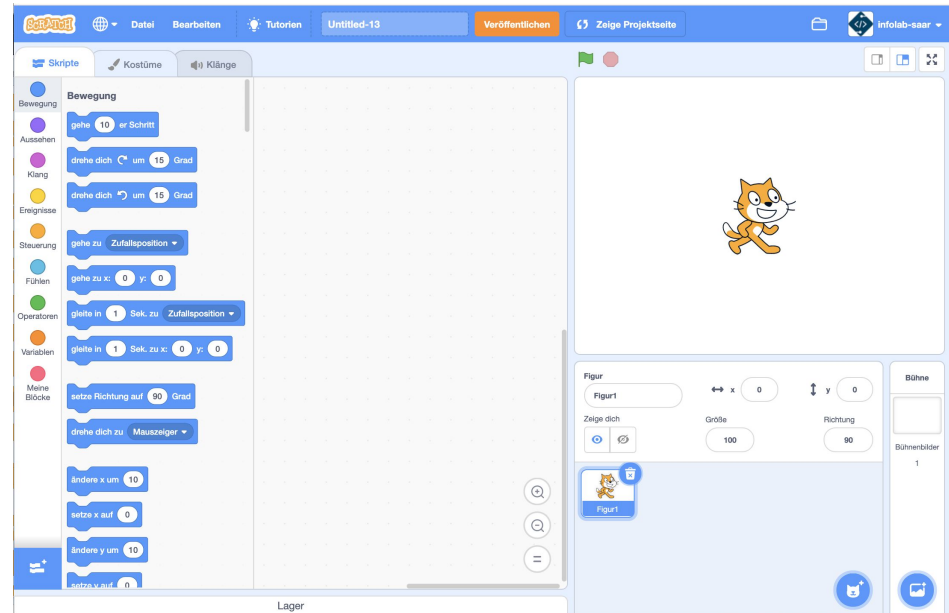 SCRATCH
Datei
Bearbeiten
Tutorien
Untitled-13
Veröffentlichen
Zeige Projektseite
infolab-saar
Skripte
Kostüme
Klänge
Bewegung
Aussehen
Klang
Ereignisse
Steuerung
Fühlen
Operatoren
Variablen
Meine
Blöcke
Bewegung
gehe 10 er Schritt
drehe dich um 15 Grad
drehe dich um 15 Grad
gehe zu Zufallsposition
gehe zu x: 0 y: 0
gleite in 1 Sek. zu Zufallsposition
gleite in 1 Sek. zu x: 0 y: 0
setze Richtung auf 90 Grad
drehe dich zu Mauszeiger
ändere x um 10
setze x auf 0
ändere y um 10
setze y auf 0
Lager
Figur
Figur1
x 0
y 0
Zeige dich
Größe
100
Richtung
90
Figur1
Bühne
Bühnenbilder
1